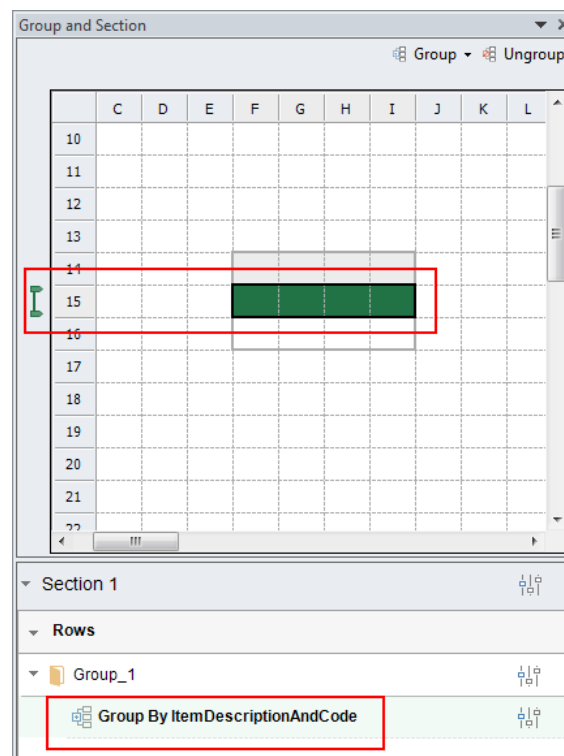 Group and Section
Group Ungroup
C D E F G H I J K L
10
11
12
13
14
15
16
17
18
19
20
21
22
Section 1
Rows
Group_1
Group By ItemDescriptionAndCode